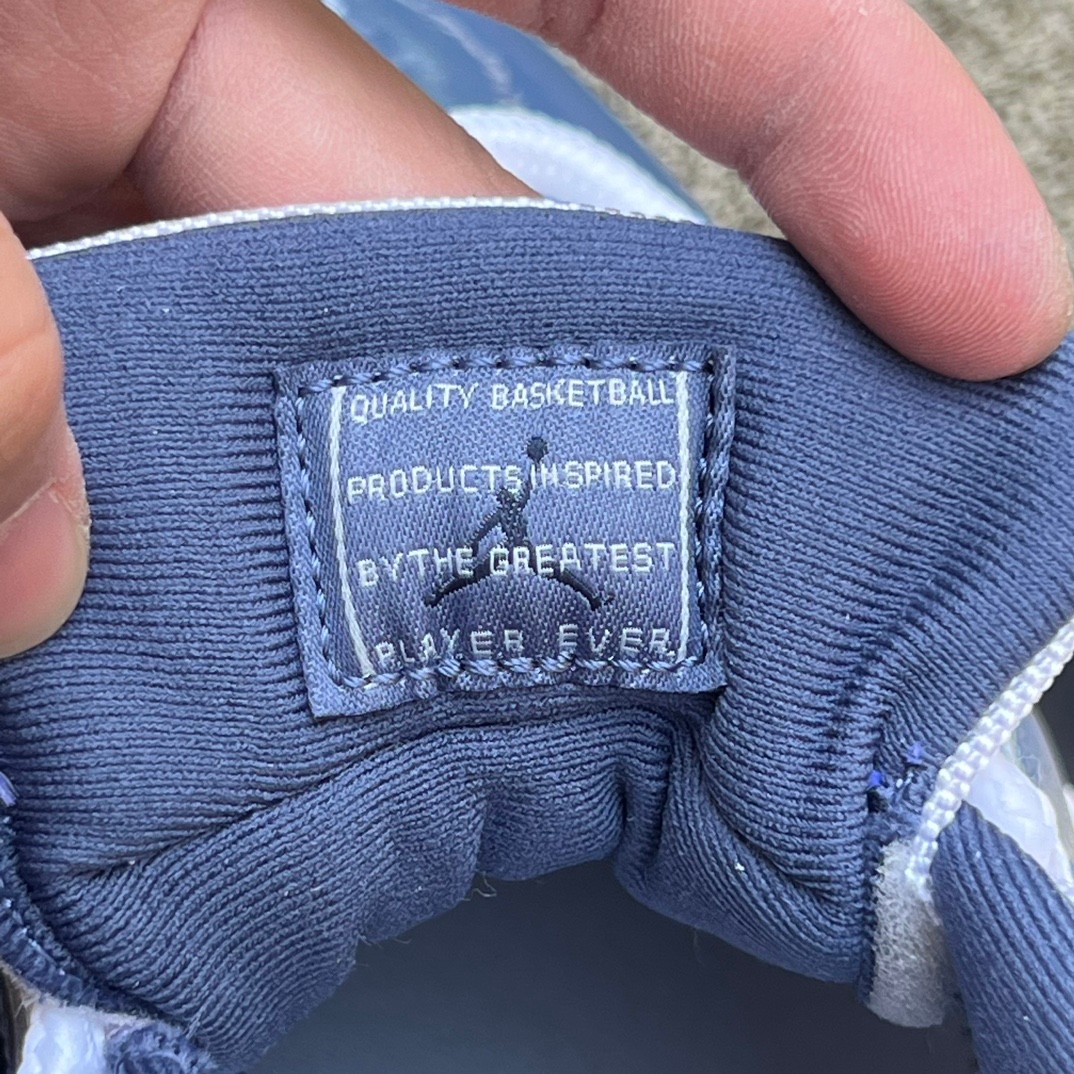 QUALITY BASKETBALL
PRODUCTS INSPIRED
BY THE GREATEST
PLAYER EVER.